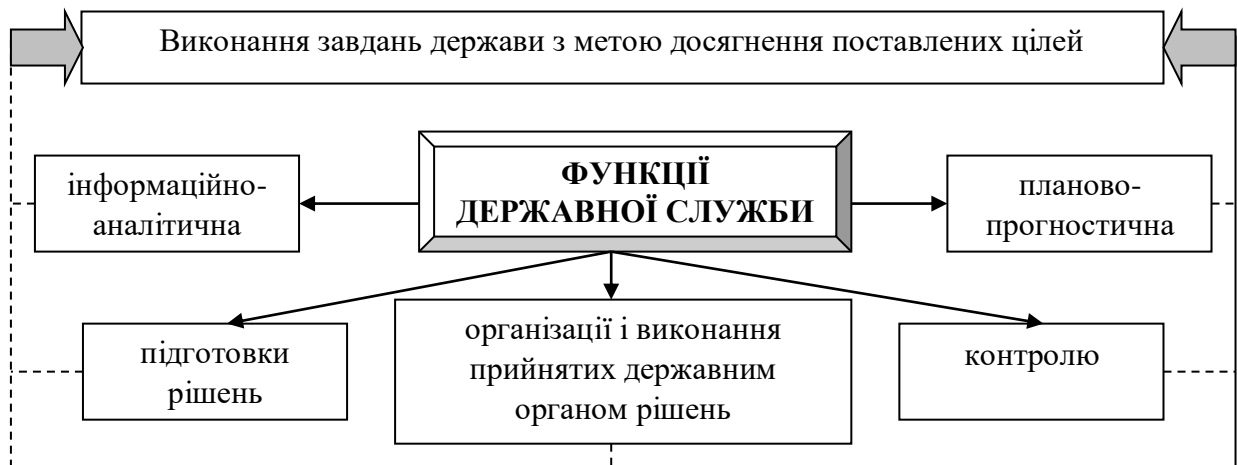 Виконання завдань держави з метою досягнення поставлених цілей
ФУНКЦІЇ
ДЕРЖАВНОЇ СЛУЖБИ
інформаційно-
аналітична
планово-
прогностична
підготовки
рішень
організації і виконання
прийнятих державним
органом рішень
контролю